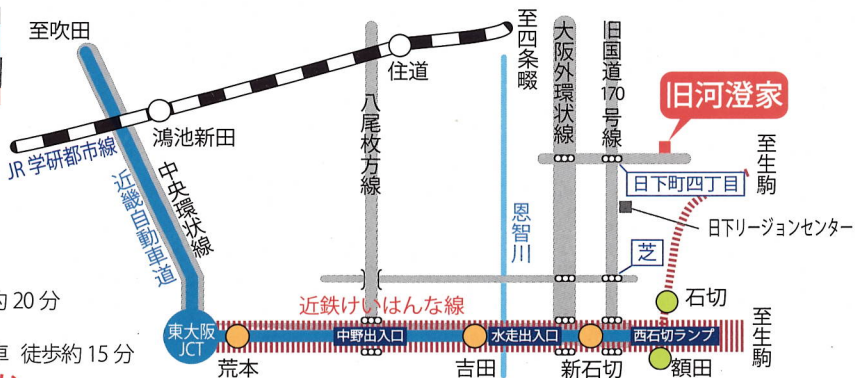 至吹田
JR学研都市線
鴻池新田
住道
至四条畷
八尾枚方線
大阪外環状線
旧国道170号線
旧河澄家
至生駒
日下町四丁目
日下リージョンセンター
近畿自動車道
中央環状線
恩智川
芝
約20分
車 徒歩約15分
近鉄けいはんな線
石切
至生駒
東大阪
JCT
中野出入口
水走出入口
西石切ランプ
荒本
吉田
新石切
額田